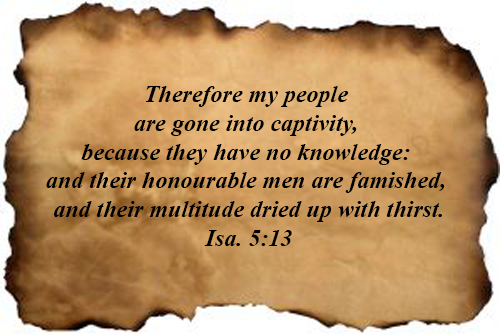 Therefore my people
are gone into captivity,
because they have no knowledge:
and their honourable men are famished,
and their multitude dried up with thirst.
Isa. 5:13